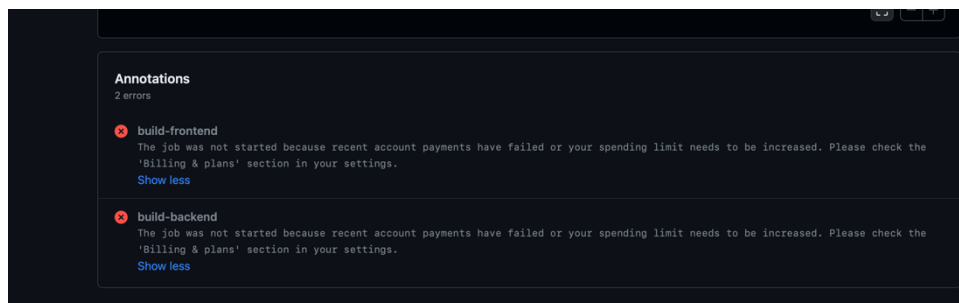 Annotations
2 errors
build-frontend
The job was not started because recent account payments have failed or your spending limit needs to be increased. Please check the
'Billing & plans' section in your settings.
Show less
build-backend
The job was not started because recent account payments have failed or your spending limit needs to be increased. Please check the
'Billing & plans' section in your settings.
Show less